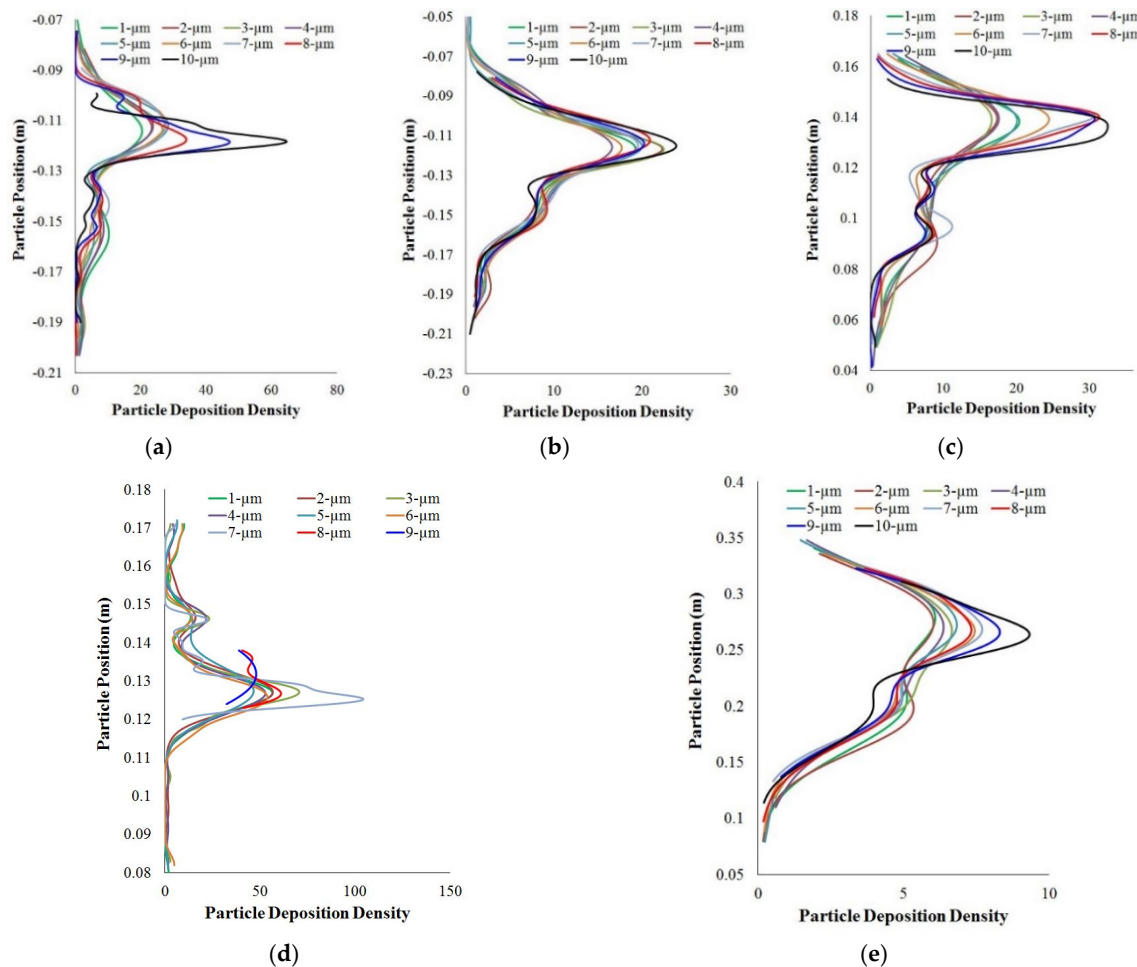 1-μm 2-μm 3-μm 4-μm
5-μm 6-μm 7-μm 8-μm
9-μm 10-μm
-0.07
-0.09
-0.11
-0.13
-0.15
-0.17
-0.19
-0.21
Particle Position (m)
0 20 40 60 80
Particle Deposition Density
(a)
1-μm 2-μm 3-μm 4-μm
5-μm 6-μm 7-μm 8-μm
9-μm 10-μm
-0.05
-0.07
-0.09
-0.11
-0.13
-0.15
-0.17
-0.19
-0.21
-0.23
Particle Position (m)
0 10 20 30
Particle Deposition Density
(b)
1-μm 2-μm 3-μm 4-μm
5-μm 6-μm 7-μm 8-μm
9-μm 10-μm
0.18
0.16
0.14
0.12
0.1
0.08
0.06
0.04
Particle Position (m)
0 10 20 30
Particle Deposition Density
(c)
1-μm 2-μm 3-μm
4-μm 5-μm 6-μm
7-μm 8-μm 9-μm
0.18
0.17
0.16
0.15
0.14
0.13
0.12
0.11
0.1
0.09
0.08
Particle Position (m)
0 50 100 150
Particle Deposition Density
(d)
1-μm 2-μm 3-μm 4-μm
5-μm 6-μm 7-μm 8-μm
9-μm 10-μm
0.4
0.35
0.3
0.25
0.2
0.15
0.1
0.05
Particle Position (m)
0 5 10
Particle Deposition Density
(e)